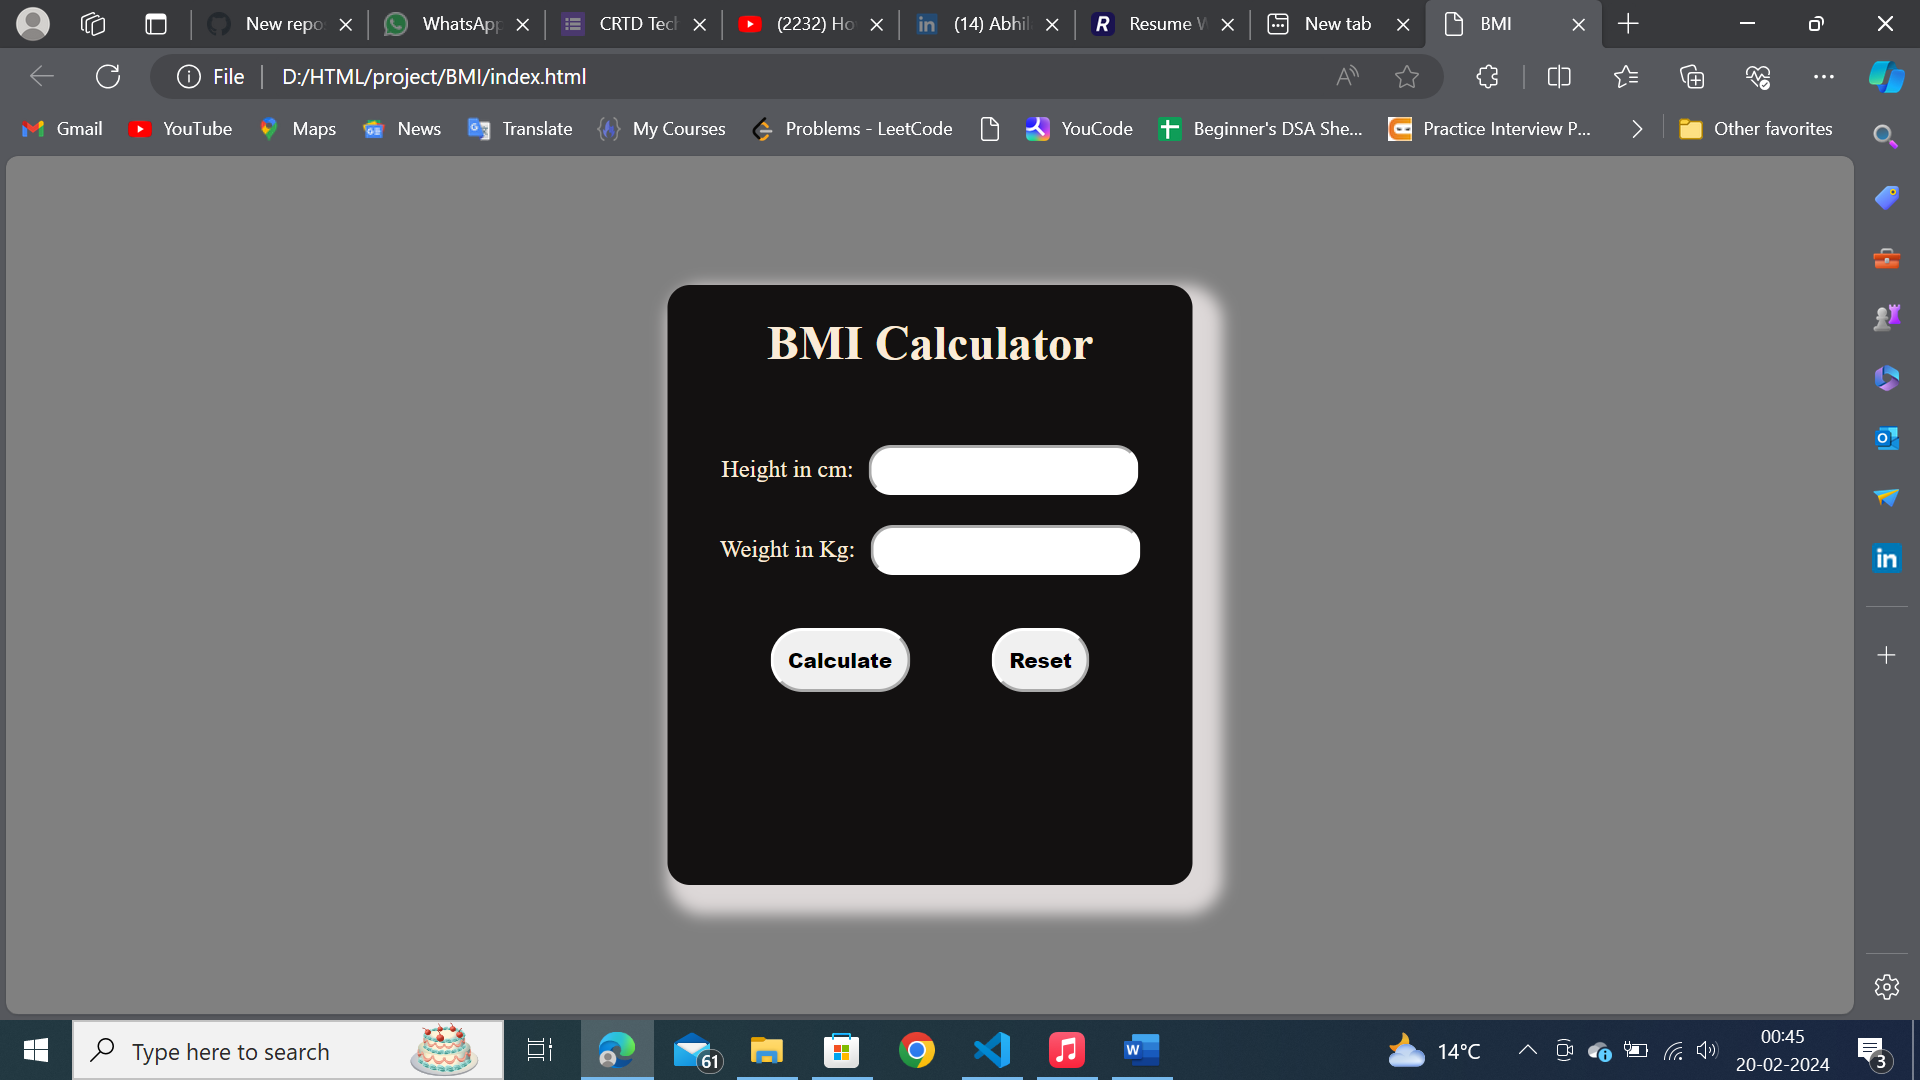 New repo
WhatsApp
CRTD Tech
(2232) Ho
(14) Abhil
Resume W
New tab
BMI
File
D:/HTML/project/BMI/index.html
Gmail
YouTube
Maps
News
Translate
My Courses
Problems - LeetCode
YouCode
Beginner's DSA She...
Practice Interview P...
Other favorites
BMI Calculator
Height in cm:
Weight in Kg:
Calculate
Reset
Type here to search
61
14°C
00:45
20-02-2024
3